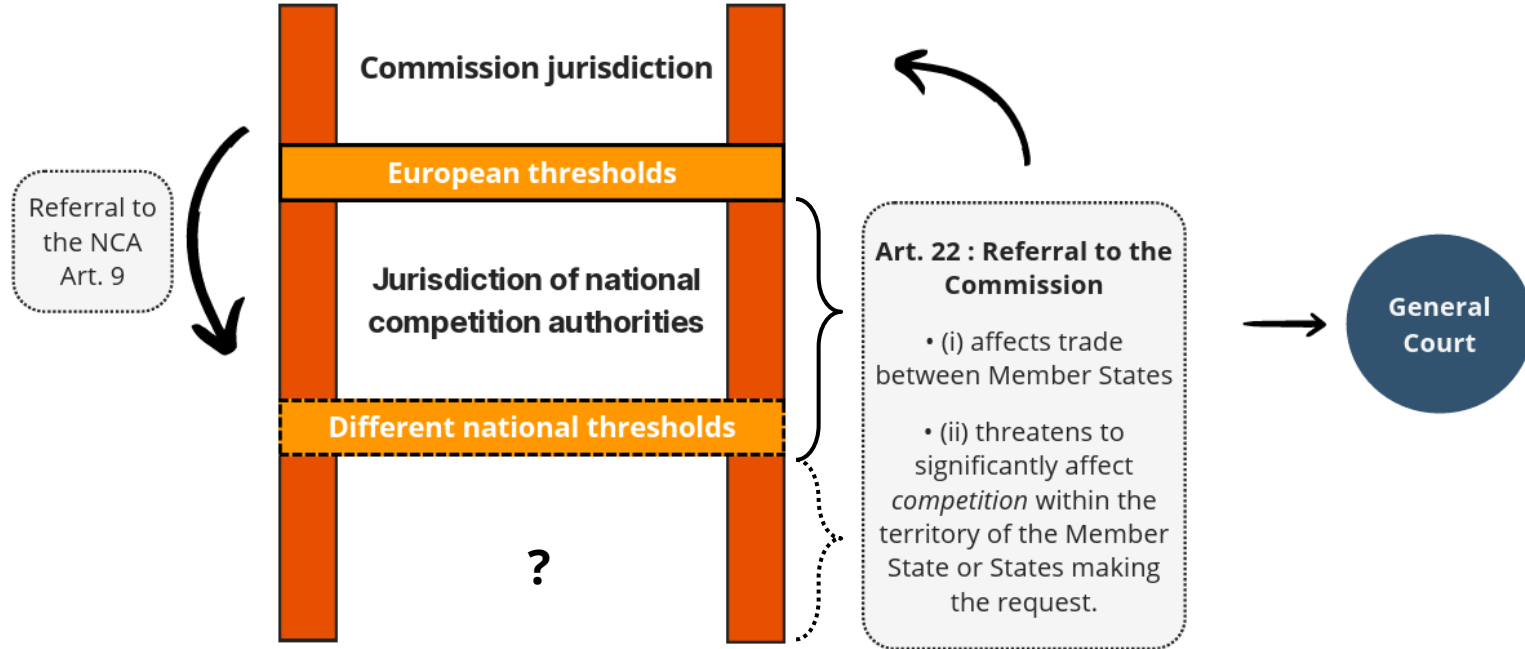 Commission jurisdiction
European thresholds
Referral to
the NCA
Art. 9
Jurisdiction of national
competition authorities
Different national thresholds
?
Art. 22 : Referral to the
Commission
• (i) affects trade
between Member States
• (ii) threatens to
significantly affect
competition within the
territory of the Member
State or States making
the request.
General
Court